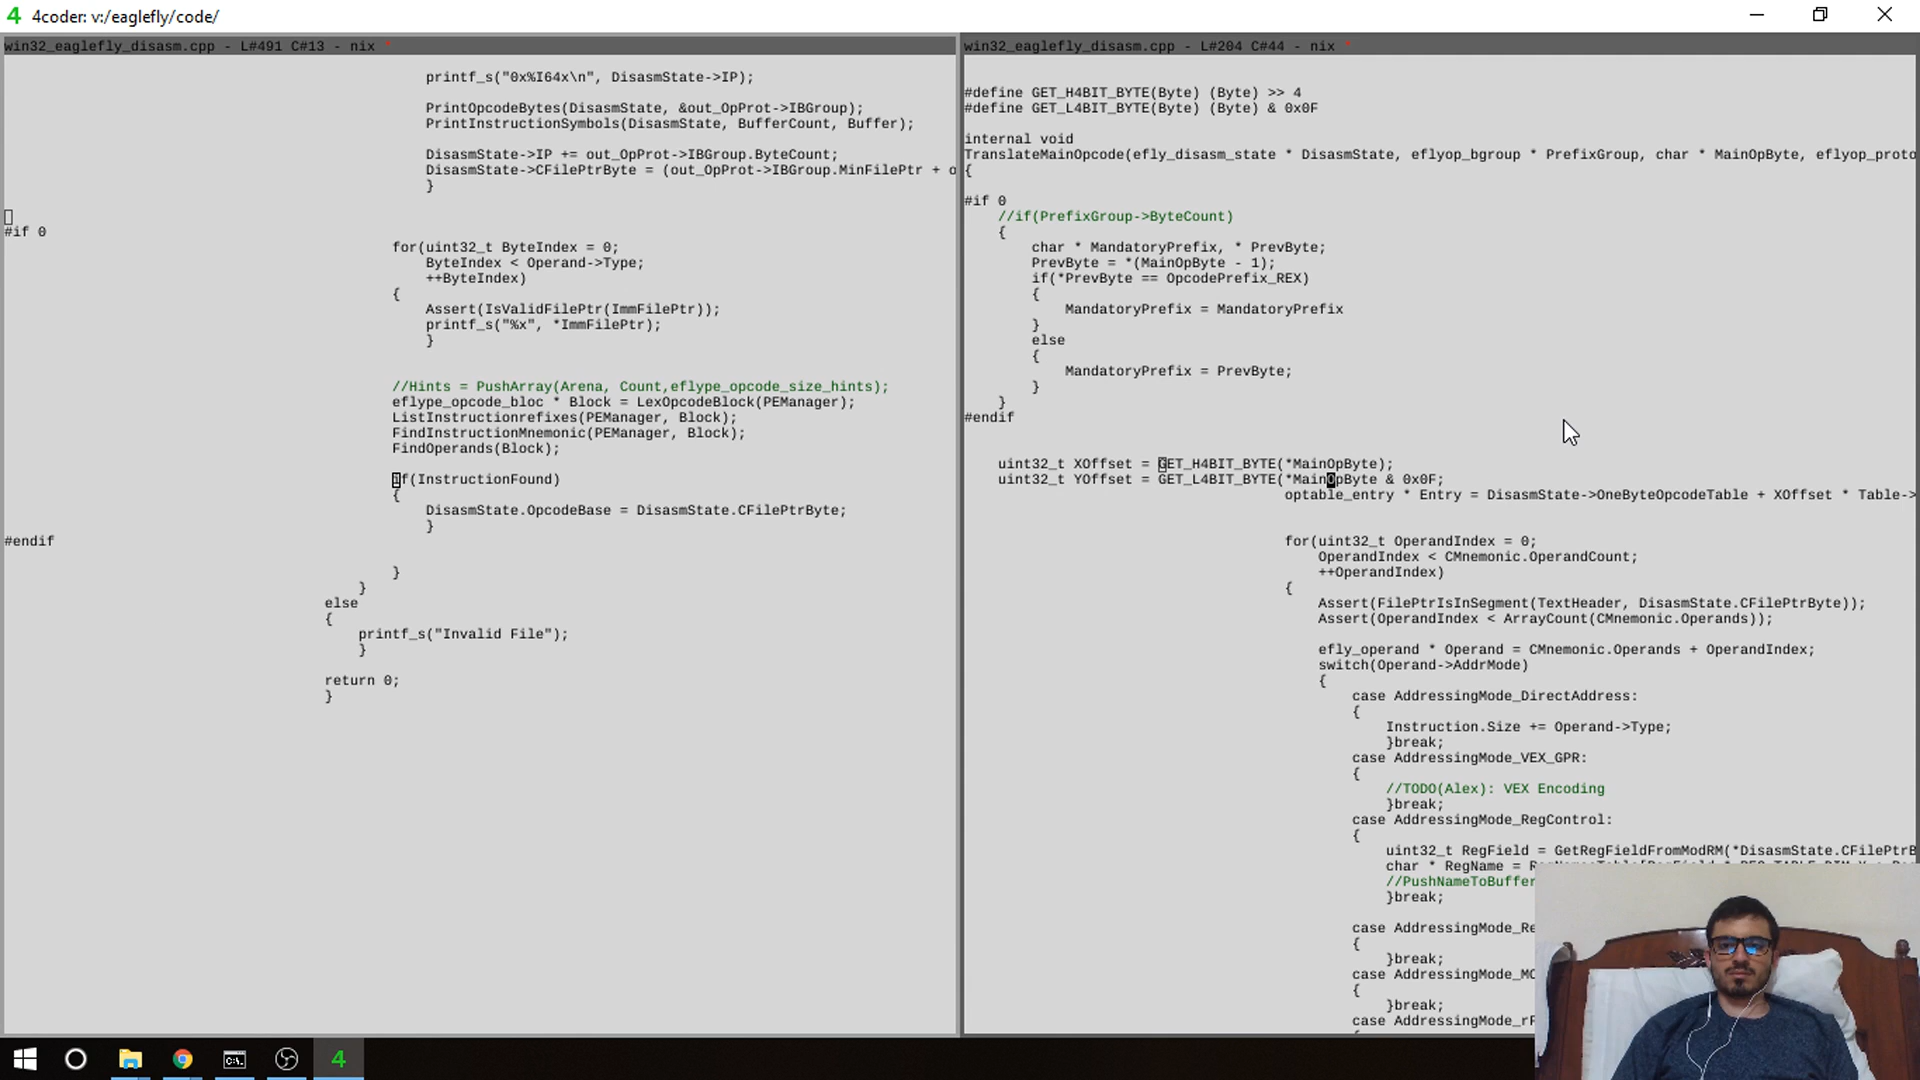 4coder: v:/eaglefly/code/
win32_eaglefly_disasm.cpp - L#491 C#13 - nix *
printf_s("0x%I64x\n", DisasmState->IP);
PrintOpcodeBytes(DisasmState, &out_OpProt->IBGroup);
PrintInstructionSymbols(DisasmState, BufferCount, Buffer);
DisasmState->IP += out_OpProt->IBGroup.ByteCount;
DisasmState->CFilePtrByte = (out_OpProt->IBGroup.MinFilePtr + o
}
#if 0
for(uint32_t ByteIndex = 0;
ByteIndex < Operand->Type;
++ByteIndex)
{
Assert(IsValidFilePtr(ImmFilePtr));
printf_s("%x", *ImmFilePtr);
}
//Hints = PushArray(Arena, Count,eflype_opcode_size_hints);
eflype_opcode_bloc * Block = LexOpcodeBlock(PEManager);
ListInstructionrefixes(PEManager, Block);
FindInstructionMnemonic(PEManager, Block);
FindOperands(Block);
if(InstructionFound)
{
DisasmState.OpcodeBase = DisasmState.CFilePtrByte;
}
#endif
}
}
else
{
printf_s("Invalid File");
}
return 0;
}
win32_eaglefly_disasm.cpp - L#204 C#44 - nix *
#define GET_H4BIT_BYTE(Byte) (Byte) >> 4
#define GET_L4BIT_BYTE(Byte) (Byte) & 0x0F
internal void
TranslateMainOpcode(efly_disasm_state * DisasmState, eflyop_bgroup * PrefixGroup, char * MainOpByte, eflyop_proto
{
#if 0
//if(PrefixGroup->ByteCount)
{
char * MandatoryPrefix, * PrevByte;
PrevByte = *(MainOpByte - 1);
if(*PrevByte == OpcodePrefix_REX)
{
MandatoryPrefix = MandatoryPrefix
}
else
{
MandatoryPrefix = PrevByte;
}
}
#endif
uint32_t XOffset = GET_H4BIT_BYTE(*MainOpByte);
uint32_t YOffset = GET_L4BIT_BYTE(*MainOpByte & 0x0F;
optable_entry * Entry = DisasmState->OneByteOpcodeTable + XOffset * Table->
for(uint32_t OperandIndex = 0;
OperandIndex < CMnemonic.OperandCount;
++OperandIndex)
{
Assert(FilePtrIsInSegment(TextHeader, DisasmState.CFilePtrByte));
Assert(OperandIndex < ArrayCount(CMnemonic.Operands));
efly_operand * Operand = CMnemonic.Operands + OperandIndex;
switch(Operand->AddrMode)
{
case AddressingMode_DirectAddress:
{
Instruction.Size += Operand->Type;
}break;
case AddressingMode_VEX_GPR:
{
//TODO(Alex): VEX Encoding
}break;
case AddressingMode_RegControl:
{
uint32_t RegField = GetRegFieldFromModRM(*DisasmState.CFilePtrB
char * RegName =
//PushNameToBuffer
}break;
case AddressingMode_Re
{
}break;
case AddressingMode_MO
{
}break;
case AddressingMode_rF
4